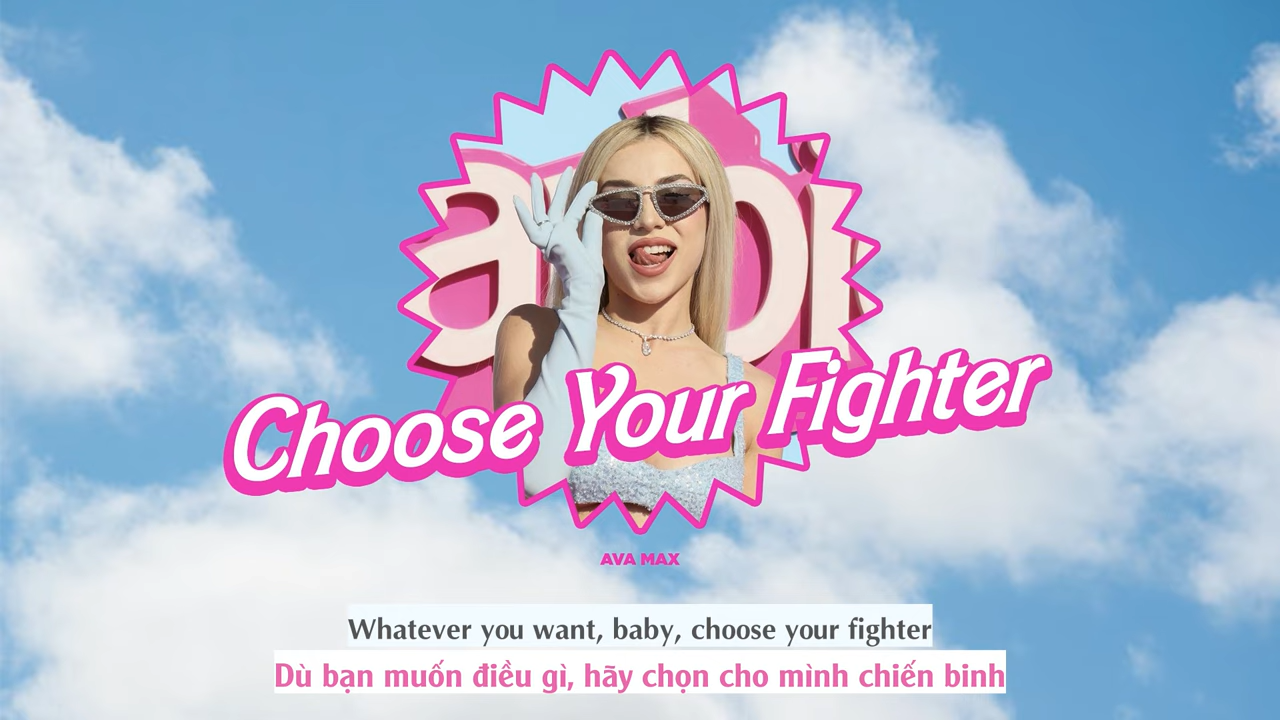 arbi
Choose Your Fighter
AVA MAX
Whatever you want, baby, choose your fighter
Dù bạn muốn điều gì, hãy chọn cho mình chiến binh